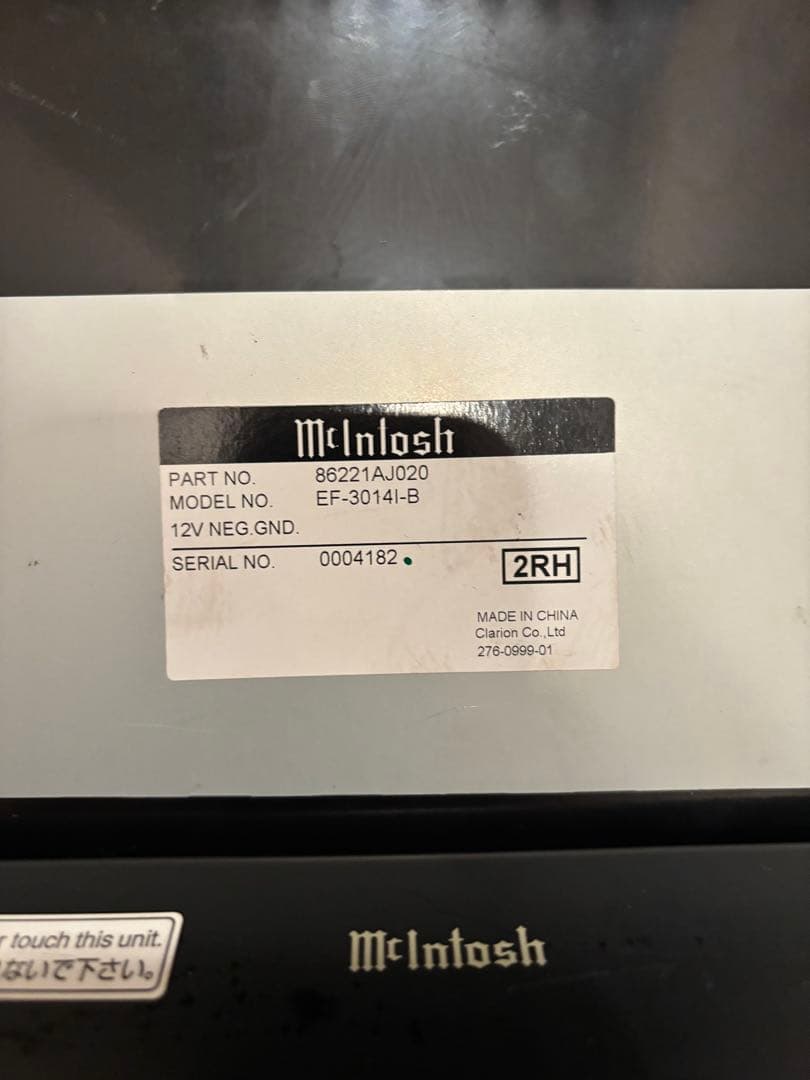 McIntosh
PART NO. 86221AJ020
MODEL NO. EF-3014I-B
12V NEG.GND.
SERIAL NO. 0004182
2RH
MADE IN CHINA
Clarion Co.,Ltd
276-0999-01
McIntosh
r touch this unit.
ないで下さい。